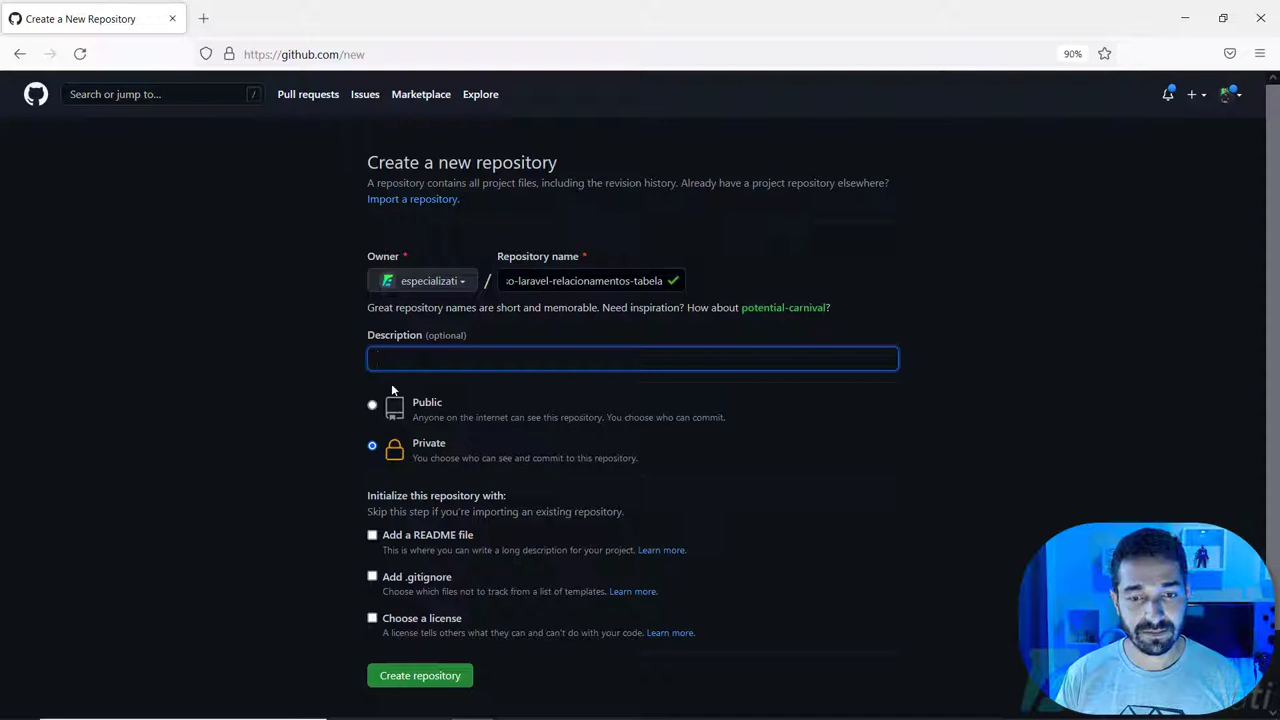 Create a New Repository
https://github.com/new
90%
Search or jump to...
/
Pull requests
Issues
Marketplace
Explore
Create a new repository
A repository contains all project files, including the revision history. Already have a project repository elsewhere?
Import a repository.
Owner *
Repository name *
especializati
/
o-laravel-relacionamentos-tabela
Great repository names are short and memorable. Need inspiration? How about potential-carnival?
Description (optional)
Public
Anyone on the internet can see this repository. You choose who can commit.
Private
You choose who can see and commit to this repository.
Initialize this repository with:
Skip this step if you're importing an existing repository.
Add a README file
This is where you can write a long description for your project. Learn more.
Add .gitignore
Choose which files not to track from a list of templates. Learn more.
Choose a license
A license tells others what they can and can't do with your code. Learn more.
Create repository